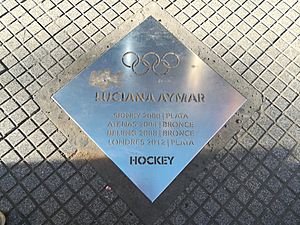 LUCIANA AYMAR
SIDNEY 2000 | PLATA
ATENAS 2004 | BRONCE
BEIJING 2008 | BRONCE
LONDRES 2012 | PLATA
HOCKEY